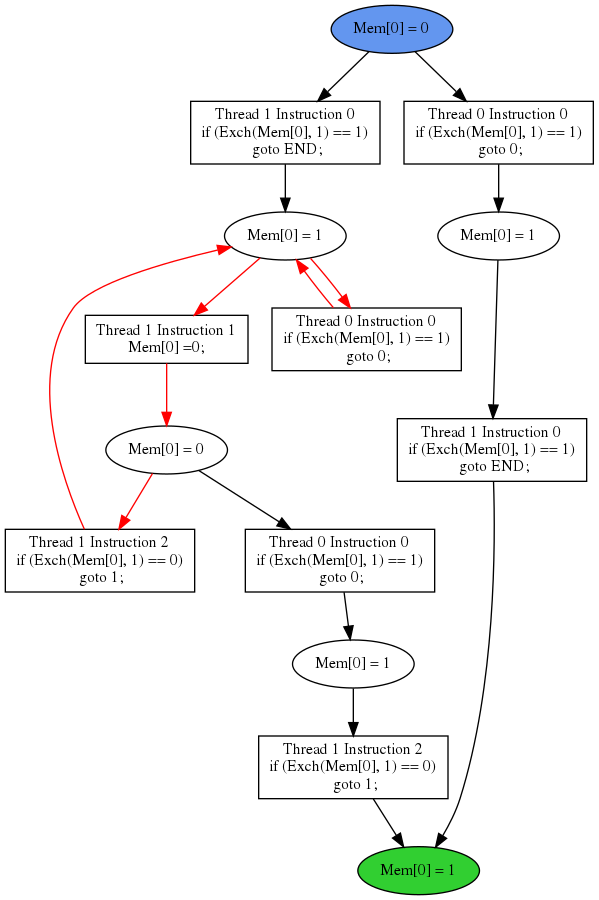 Mem[0] = 0
Thread 1 Instruction 0
if (Exch(Mem[0], 1) == 1)
goto END;
Thread 0 Instruction 0
if (Exch(Mem[0], 1) == 1)
goto 0;
Mem[0] = 1
Mem[0] = 1
Thread 1 Instruction 1
Mem[0] =0;
Thread 0 Instruction 0
if (Exch(Mem[0], 1) == 1)
goto 0;
Mem[0] = 0
Thread 1 Instruction 0
if (Exch(Mem[0], 1) == 1)
goto END;
Thread 1 Instruction 2
if (Exch(Mem[0], 1) == 0)
goto 1;
Thread 0 Instruction 0
if (Exch(Mem[0], 1) == 1)
goto 0;
Mem[0] = 1
Thread 1 Instruction 2
if (Exch(Mem[0], 1) == 0)
goto 1;
Mem[0] = 1